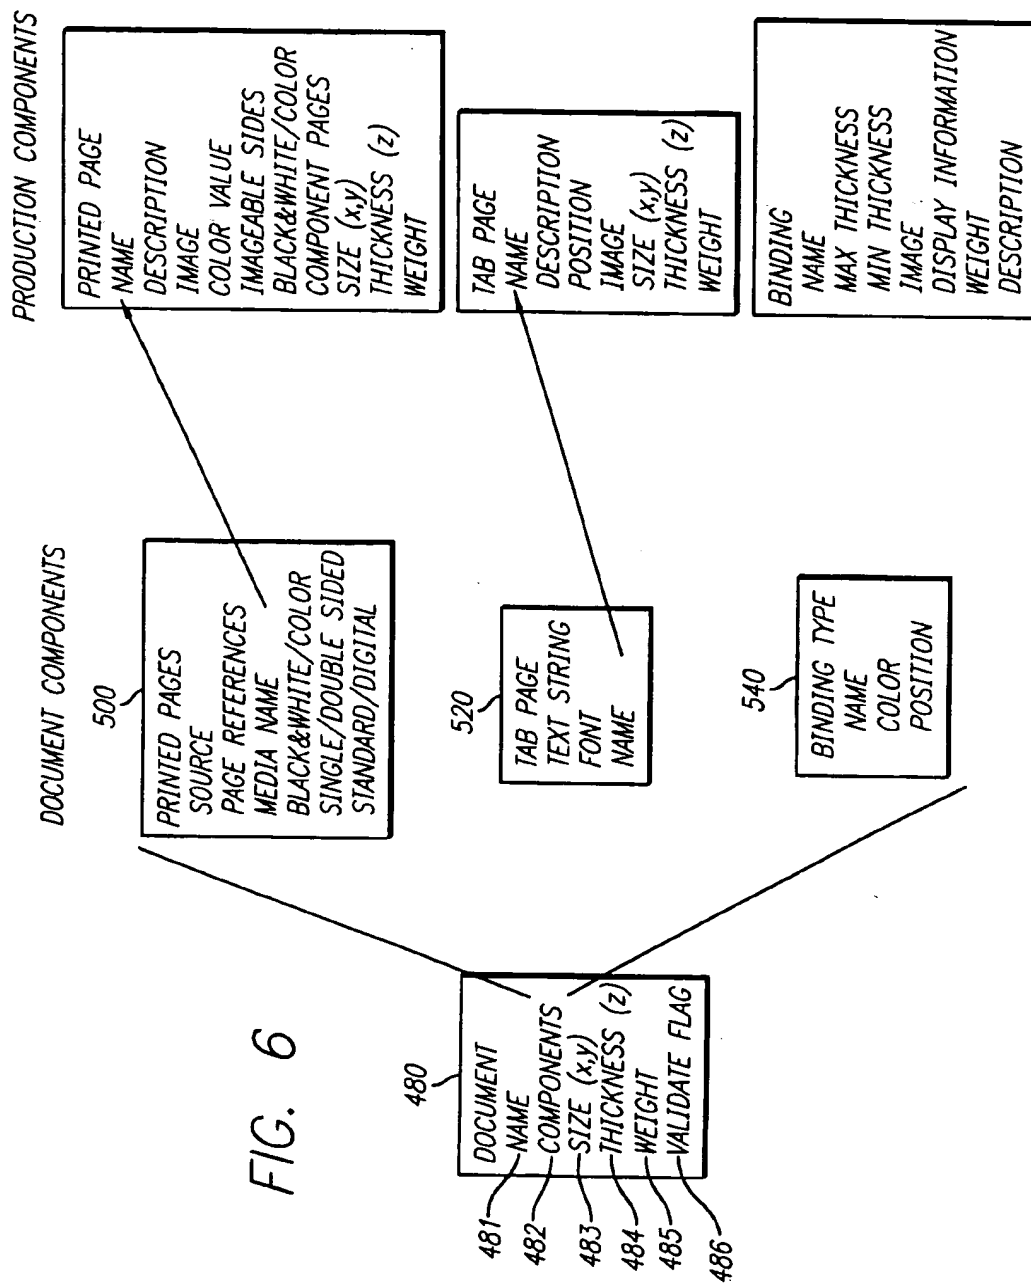 FIG. 6
480
DOCUMENT
NAME
COMPONENTS
SIZE (x,y)
THICKNESS (z)
WEIGHT
VALIDATE FLAG
481
482
483
484
485
486
DOCUMENT COMPONENTS
500
PRINTED PAGES
SOURCE
PAGE REFERENCES
MEDIA NAME
BLACK&WHITE/COLOR
SINGLE/DOUBLE SIDED
STANDARD/DIGITAL
520
TAB PAGE
TEXT STRING
FONT
NAME
540
BINDING TYPE
NAME
COLOR
POSITION
PRODUCTION COMPONENTS
PRINTED PAGE
NAME
DESCRIPTION
IMAGE
COLOR VALUE
IMAGEABLE SIDES
BLACK&WHITE/COLOR
COMPONENT PAGES
SIZE (x,y)
THICKNESS (z)
WEIGHT
TAB PAGE
NAME
DESCRIPTION
POSITION
IMAGE
SIZE (x,y)
THICKNESS (z)
WEIGHT
BINDING
NAME
MAX THICKNESS
MIN THICKNESS
IMAGE
DISPLAY INFORMATION
WEIGHT
DESCRIPTION